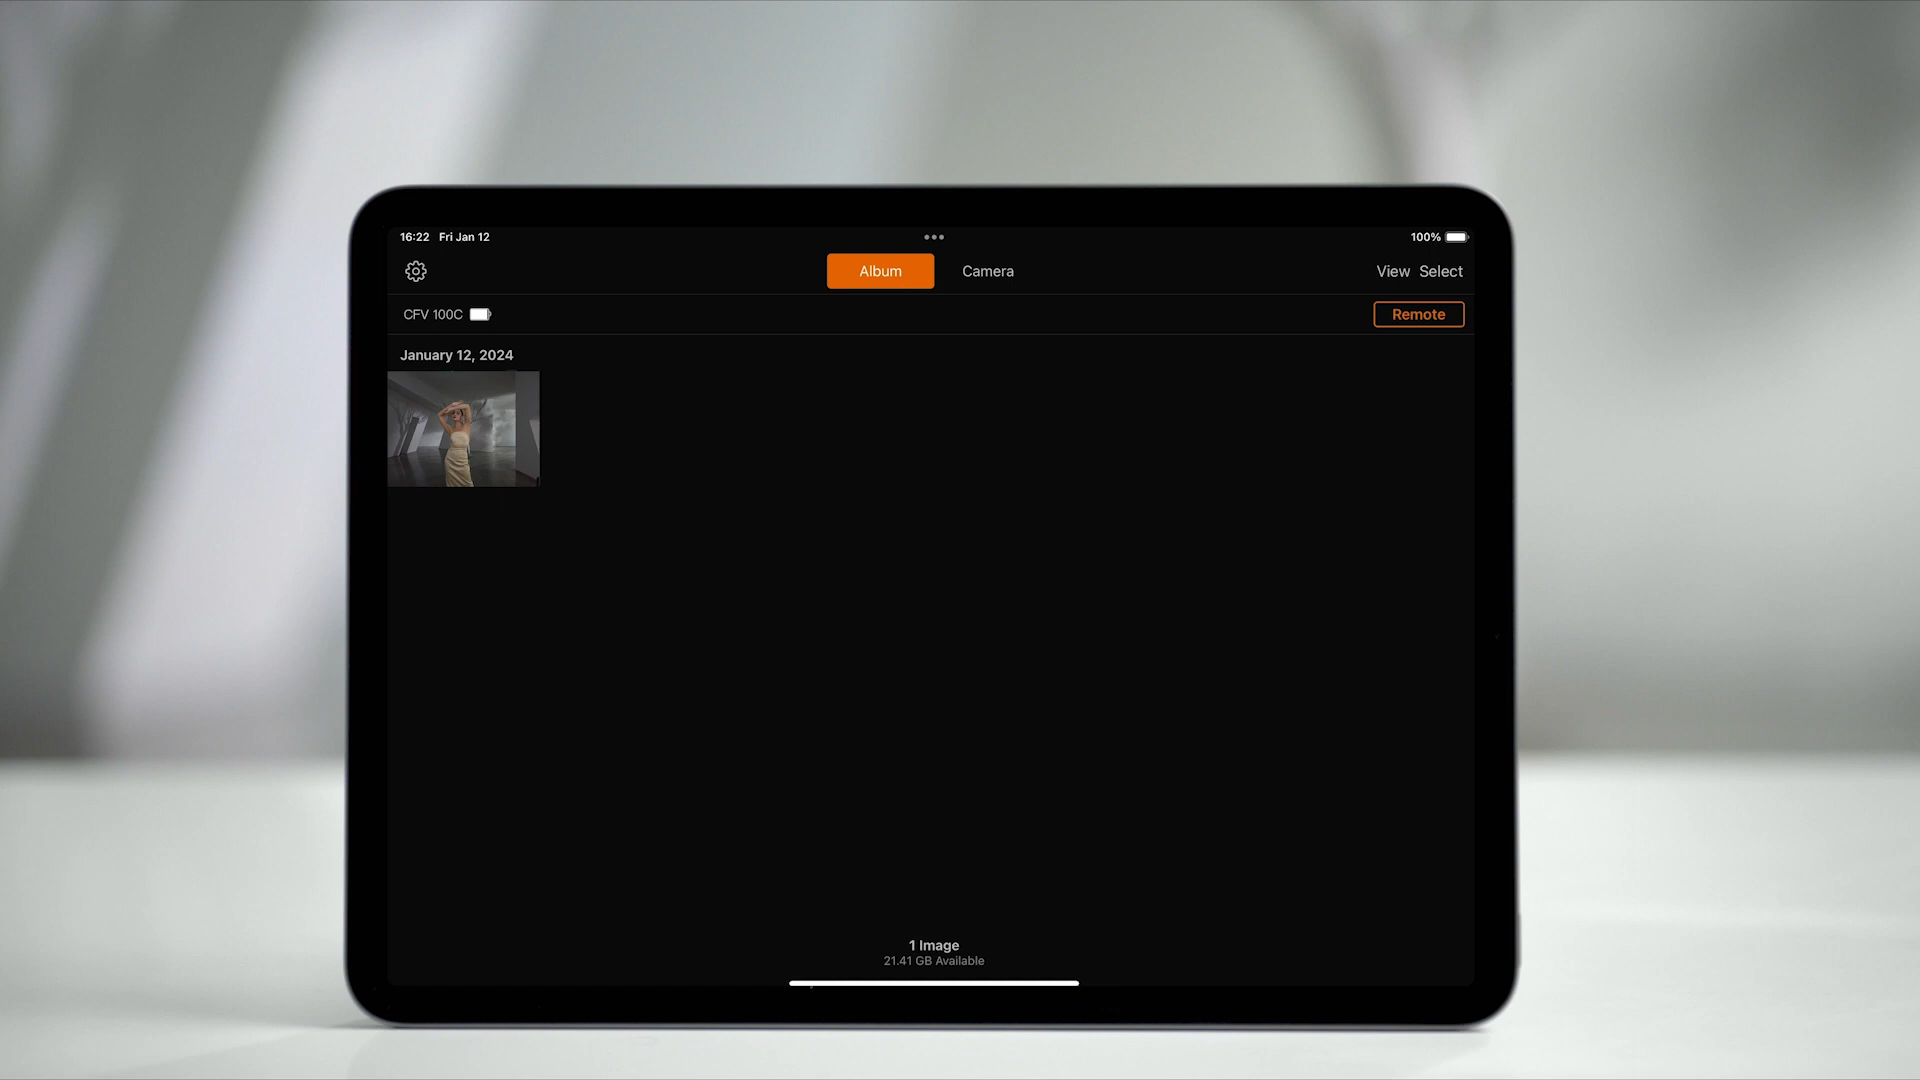 16:22 Fri Jan 12
100%
Album Camera View Select
CFV 100C
Remote
January 12, 2024
1 Image
21.41 GB Available